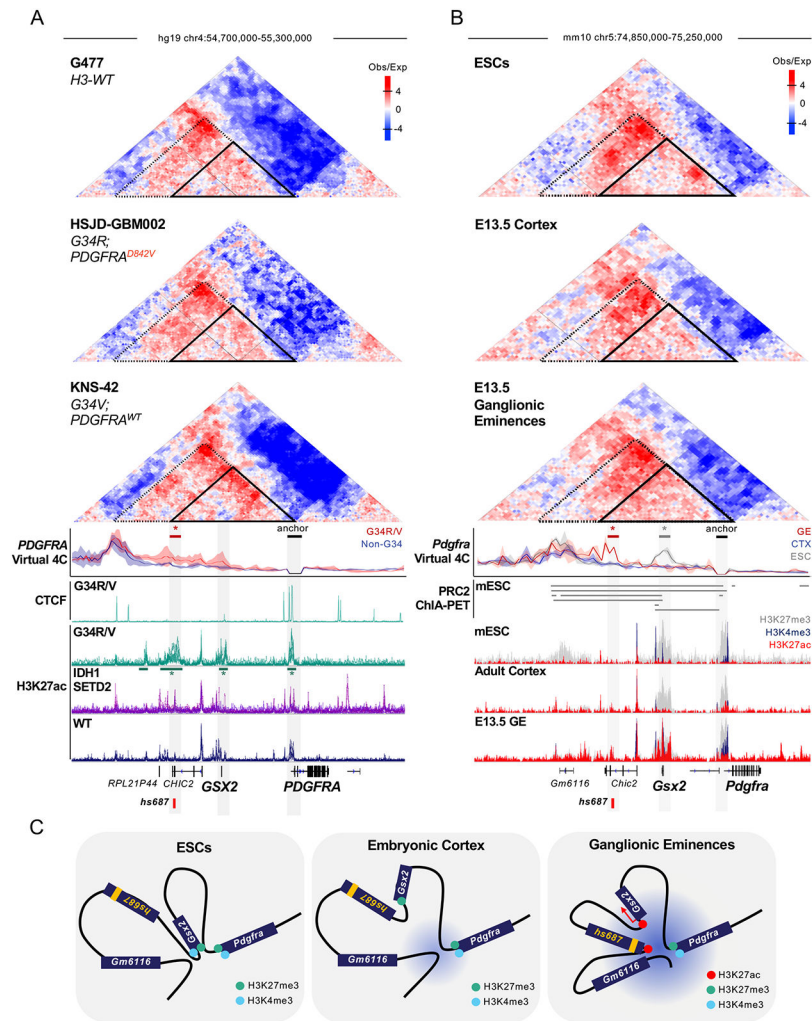 A
hg19 chr4:54,700,000-55,300,000
G477
H3-WT
Obs/Exp
4
0
-4
HSJD-GBM002
G34R;
PDGFRA^D842V
KNS-42
G34V;
PDGFRA^WT
PDGFRA
Virtual 4C
*
anchor
G34R/V
Non-G34
CTCF
G34R/V
H3K27ac
G34R/V
* * *
IDH1
SETD2
WT
RPL21P44 CHIC2 GSX2 PDGFRA
hs687
B
mm10 chr5:74,850,000-75,250,000
ESCs
Obs/Exp
4
0
-4
E13.5 Cortex
E13.5
Ganglionic
Eminences
Pdgfra
Virtual 4C
* *
anchor
GE
CTX
ESC
PRC2
ChIA-PET
mESC
H3K27me3
H3K4me3
H3K27ac
mESC
Adult Cortex
E13.5 GE
Gm6116 Chic2 Gsx2 Pdgfra
hs687
C
ESCs
hs687
Gsx2
Pdgfra
Gm6116
H3K27me3
H3K4me3
Embryonic Cortex
Gsx2
hs687
Pdgfra
Gm6116
H3K27me3
H3K4me3
Ganglionic Eminences
Gsx2
hs687
Pdgfra
Gm6116
H3K27ac
H3K27me3
H3K4me3